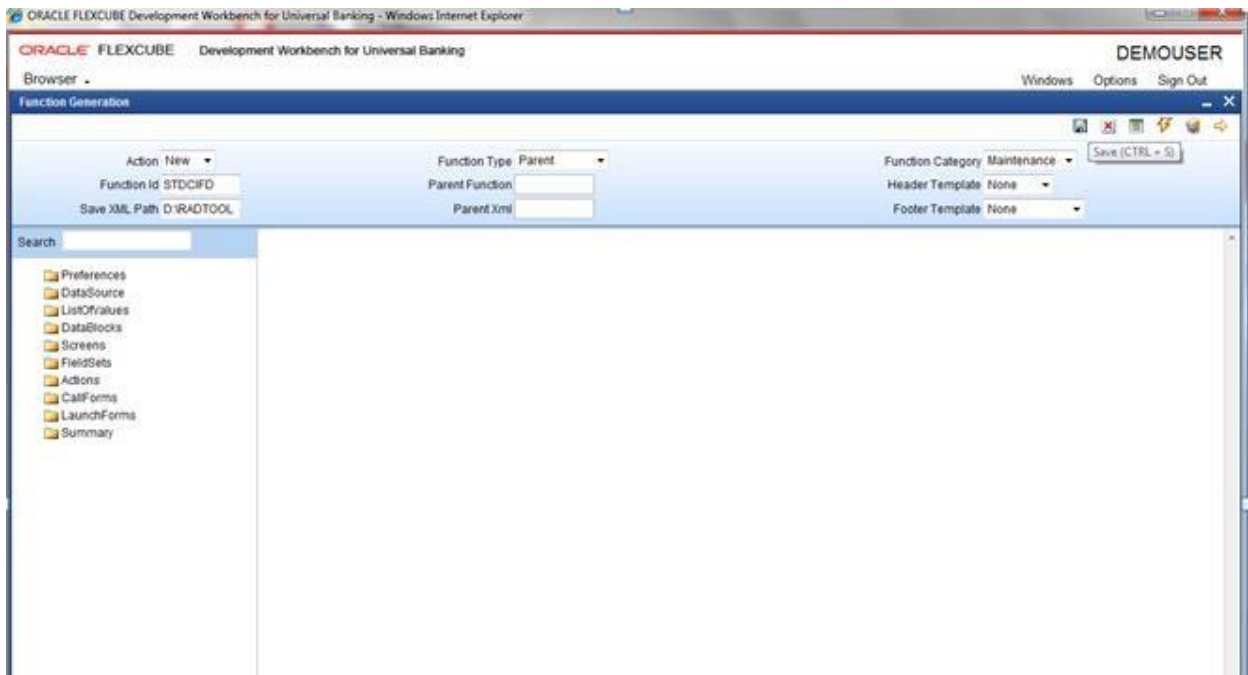 ORACLE FLEXCUBE Development Workbench for Universal Banking - Windows Internet Explorer
ORACLE FLEXCUBE Development Workbench for Universal Banking DEMOUSER
Browser Windows Options Sign Out
Function Generation
Save (CTRL + S)
Action New Function Type Parent Function Category Maintenance
Function Id STDCIFD Parent Function Header Template None
Save XML Path D:\RADTOOL Parent Xml Footer Template None
Search
Preferences
DataSource
ListOfValues
DataBlocks
Screens
FieldSets
Actions
CallForms
LaunchForms
Summary